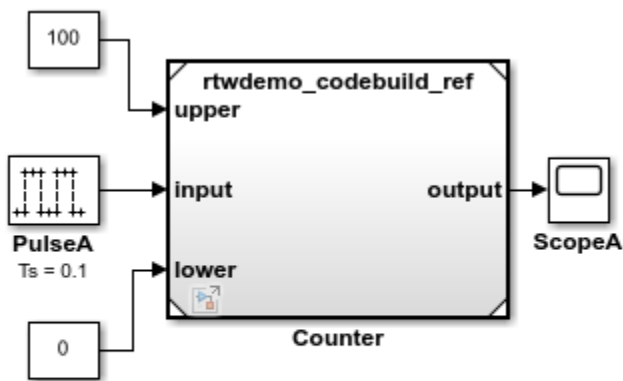 100
rtwdemo_codebuild_ref
upper
input
output
lower
PulseA
Ts = 0.1
ScopeA
0
Counter